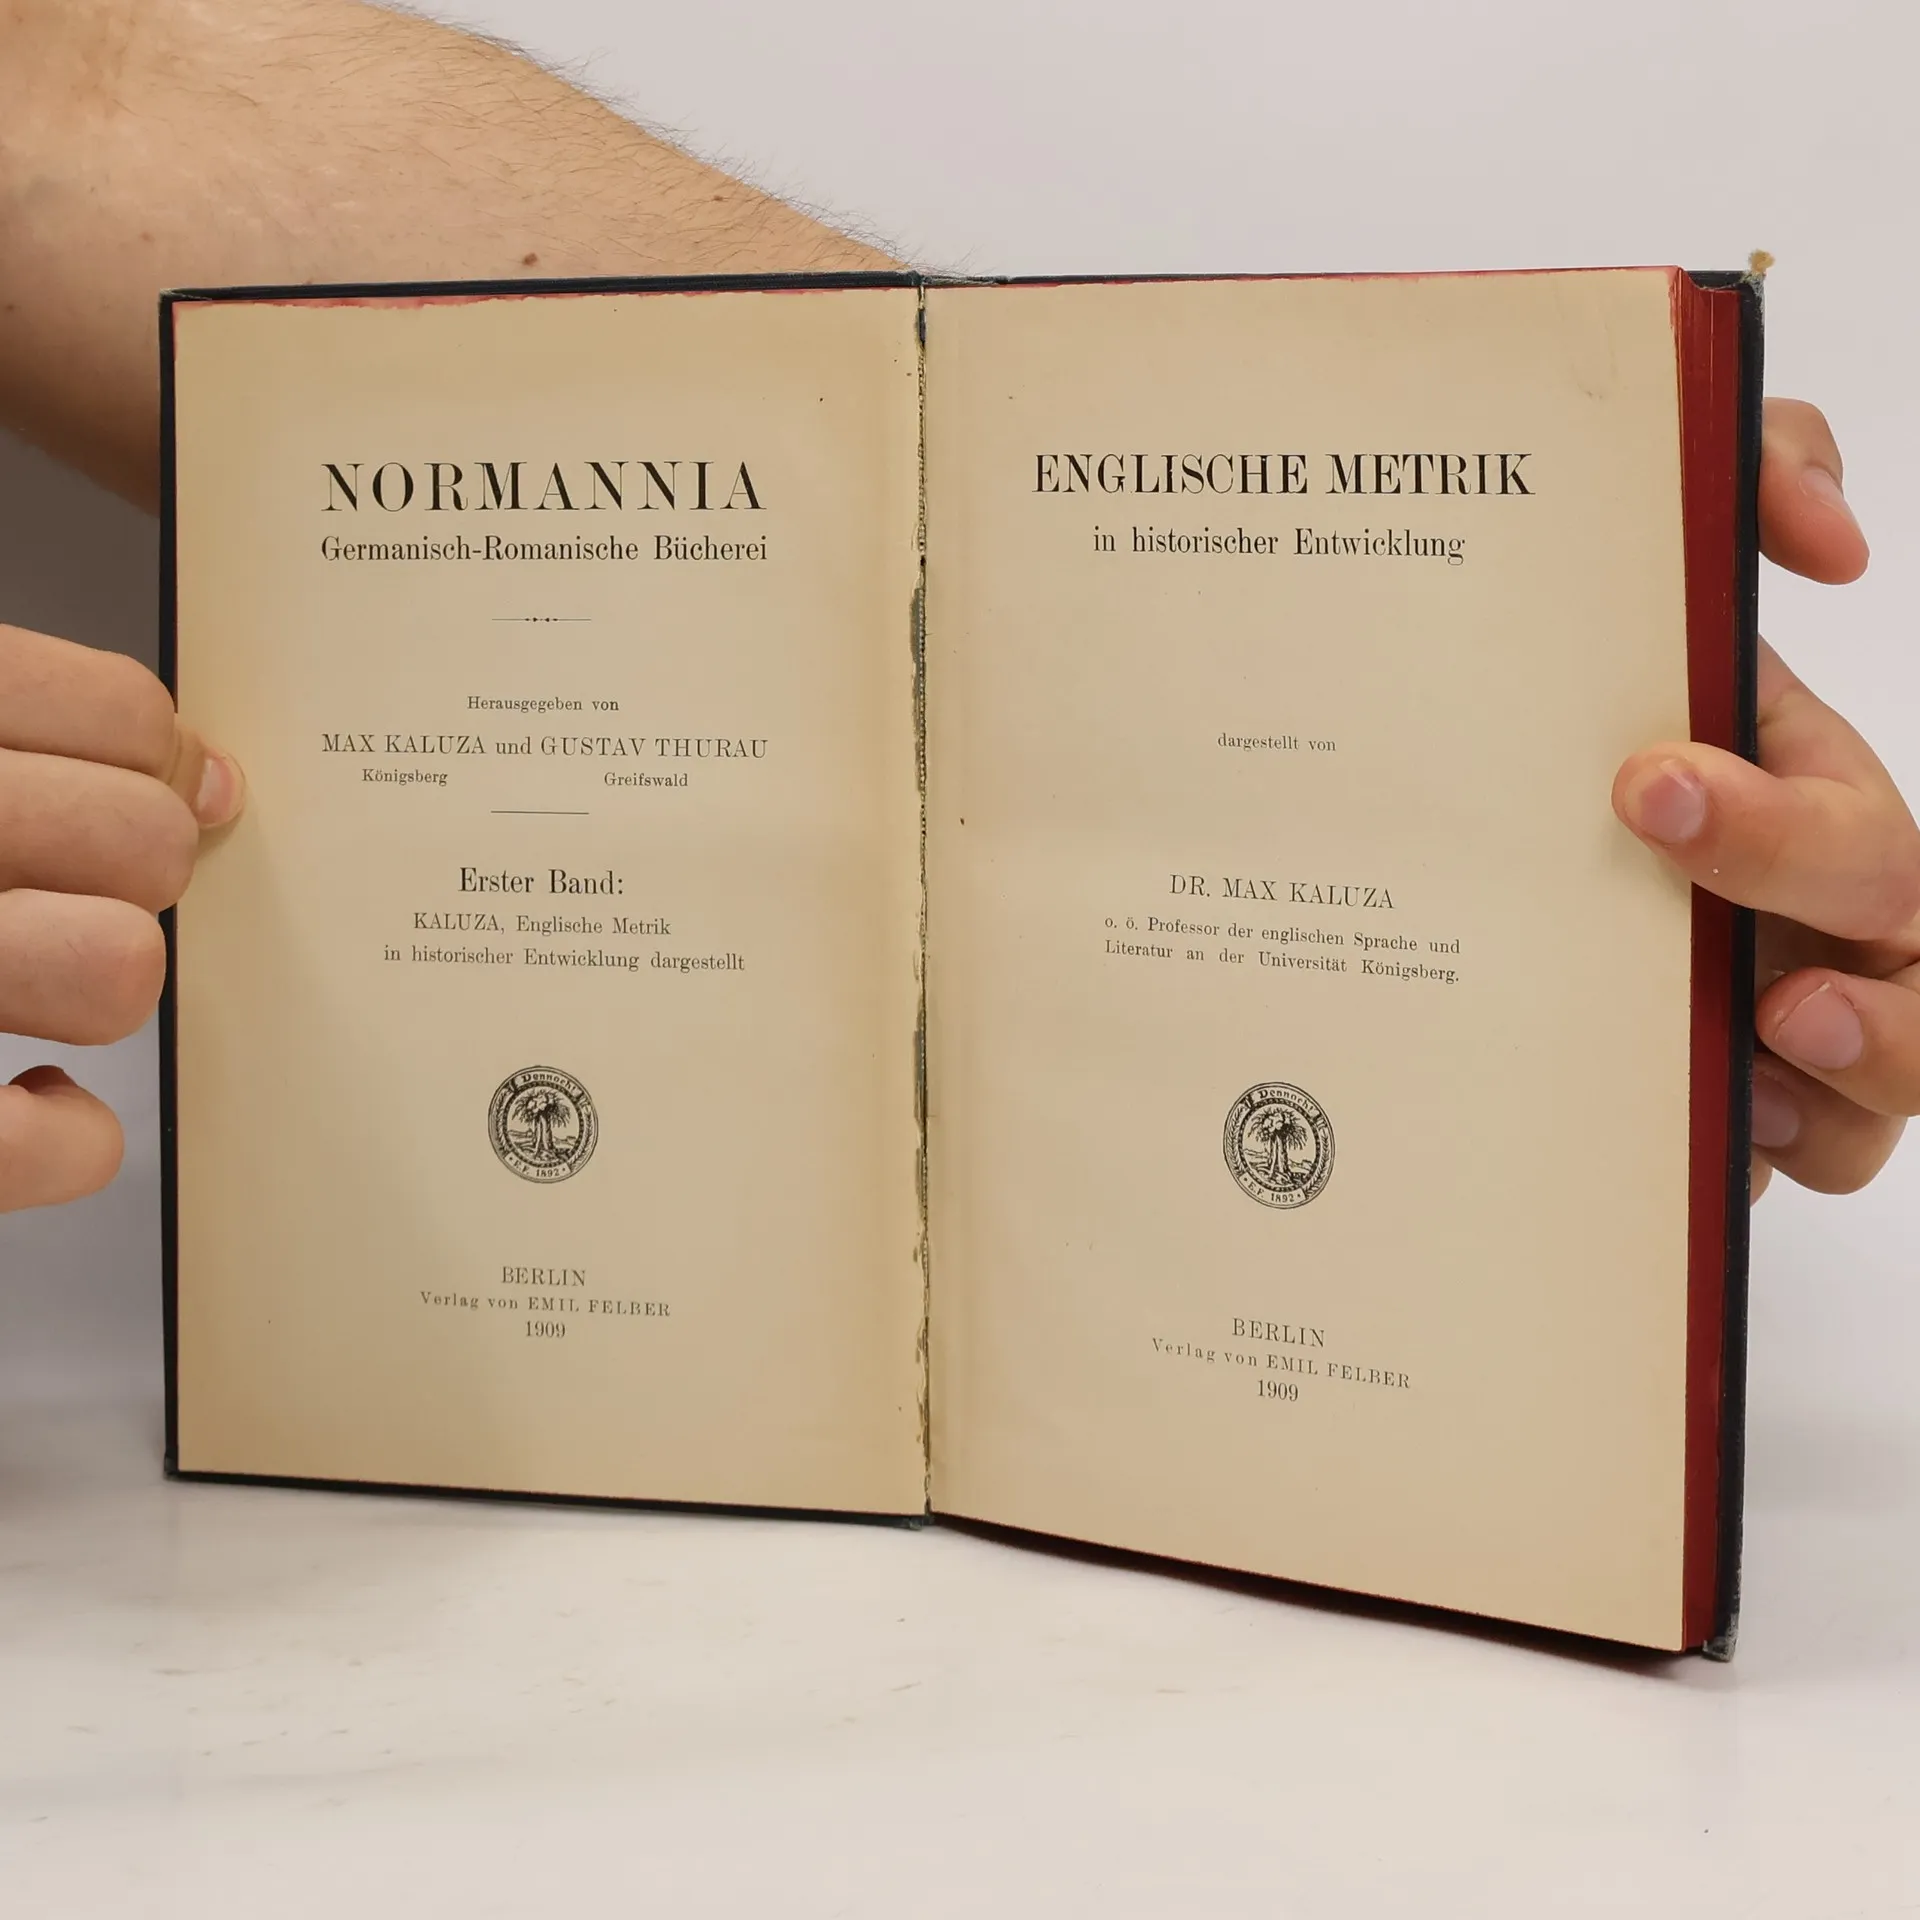 NORMANNIA
Germanisch-Romanische Bücherei
Herausgegeben von
MAX KALUZA und GUSTAV THURAU
Königsberg Greifswald
Erster Band:
KALUZA, Englische Metrik
in historischer Entwicklung dargestellt
Dennoch!
E.F. 1892
BERLIN
Verlag von EMIL FELBER
1909
ENGLISCHE METRIK
in historischer Entwicklung
dargestellt von
DR. MAX KALUZA
o. ö. Professor der englischen Sprache und
Literatur an der Universität Königsberg.
Dennoch!
E.F. 1892
BERLIN
Verlag von EMIL FELBER
1909